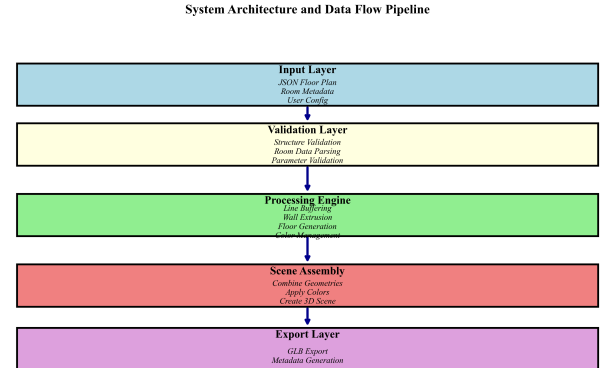 System Architecture and Data Flow Pipeline
Input Layer
JSON Floor Plan
Room Metadata
User Config
Validation Layer
Structure Validation
Room Data Parsing
Parameter Validation
Processing Engine
Line Buffering
Wall Extrusion
Floor Generation
Color Management
Scene Assembly
Combine Geometries
Apply Colors
Create 3D Scene
Export Layer
GLB Export
Metadata Generation